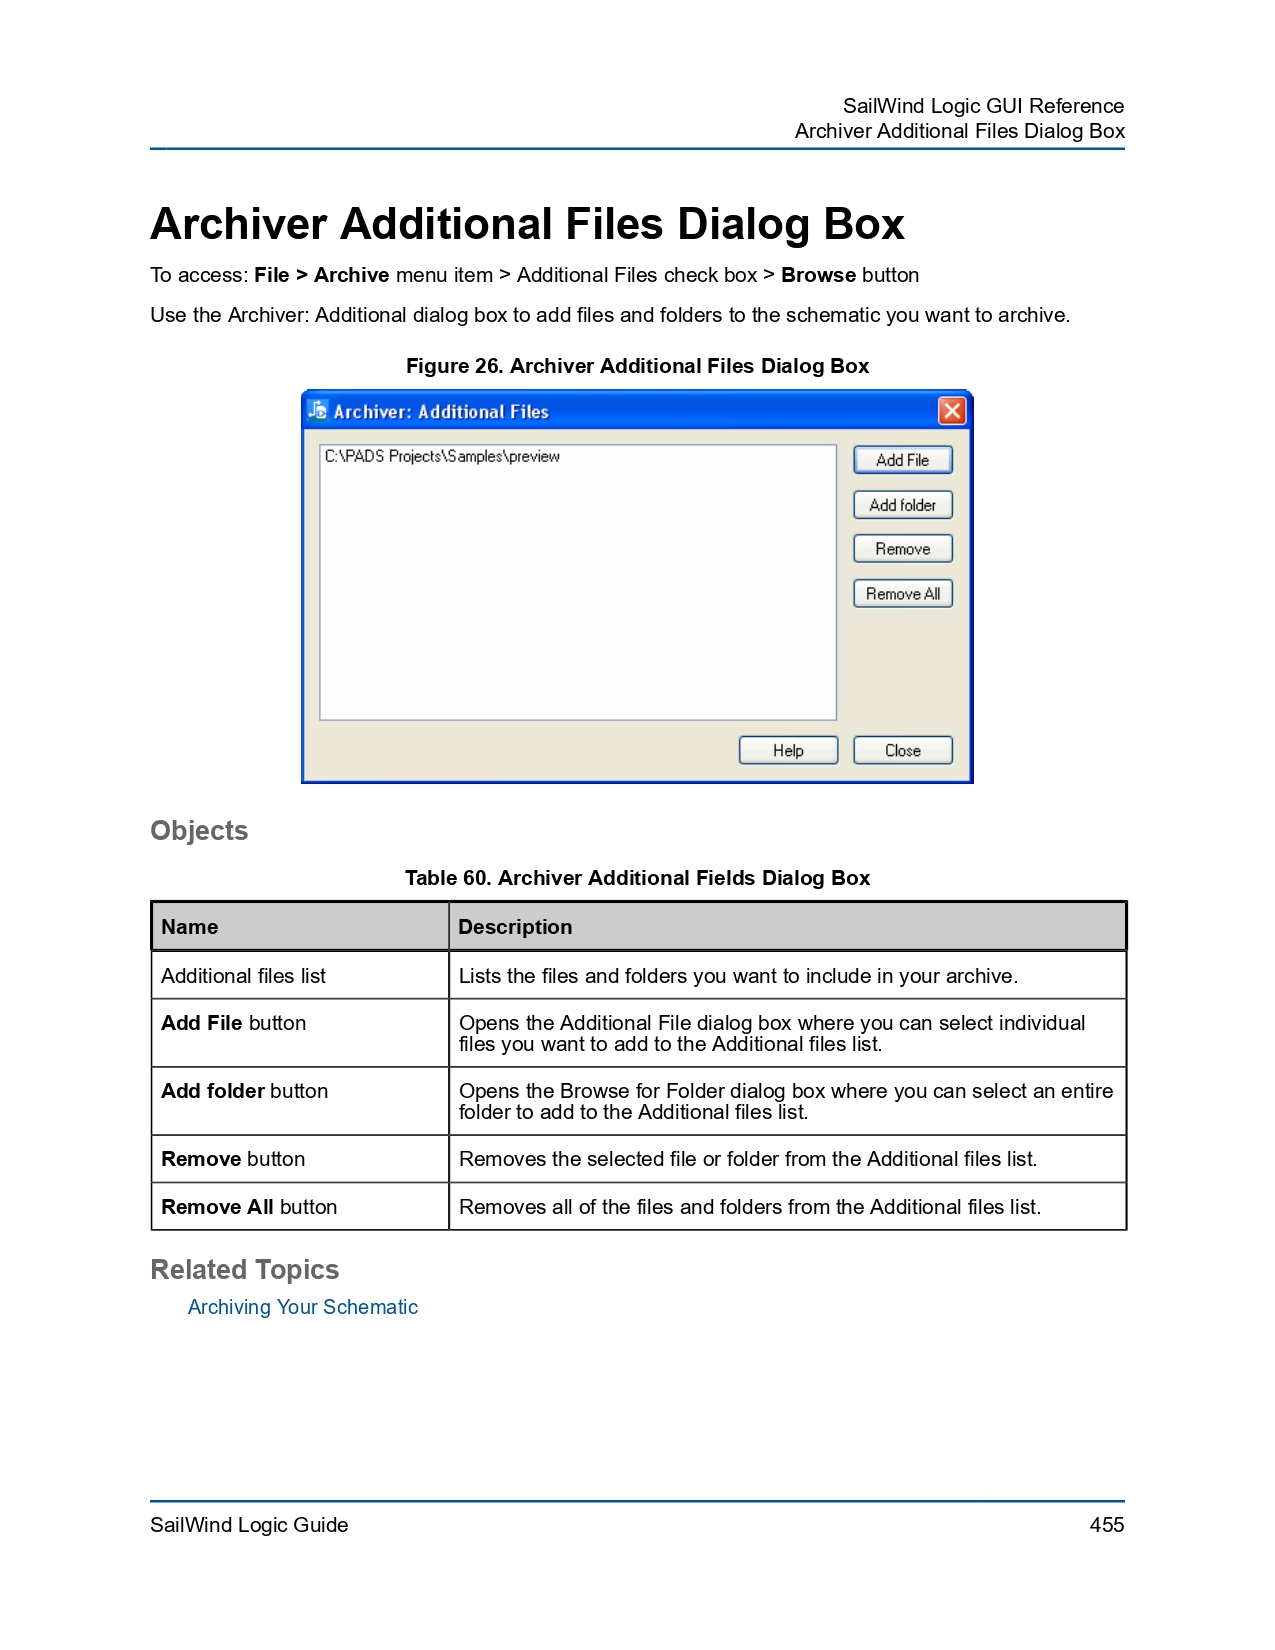 SailWind Logic GUI Reference
Archiver Additional Files Dialog Box
Archiver Additional Files Dialog Box
To access: File > Archive menu item > Additional Files check box > Browse button
Use the Archiver: Additional dialog box to add files and folders to the schematic you want to archive.
Figure 26. Archiver Additional Files Dialog Box
Archiver: Additional Files
C:\PADS Projects\Samples\preview
Add File
Add folder
Remove
Remove All
Help
Close
Objects
Table 60. Archiver Additional Fields Dialog Box
Name
Description
Additional files list
Lists the files and folders you want to include in your archive.
Add File button
Opens the Additional File dialog box where you can select individual
files you want to add to the Additional files list.
Add folder button
Opens the Browse for Folder dialog box where you can select an entire
folder to add to the Additional files list.
Remove button
Removes the selected file or folder from the Additional files list.
Remove All button
Removes all of the files and folders from the Additional files list.
Related Topics
Archiving Your Schematic
SailWind Logic Guide
455